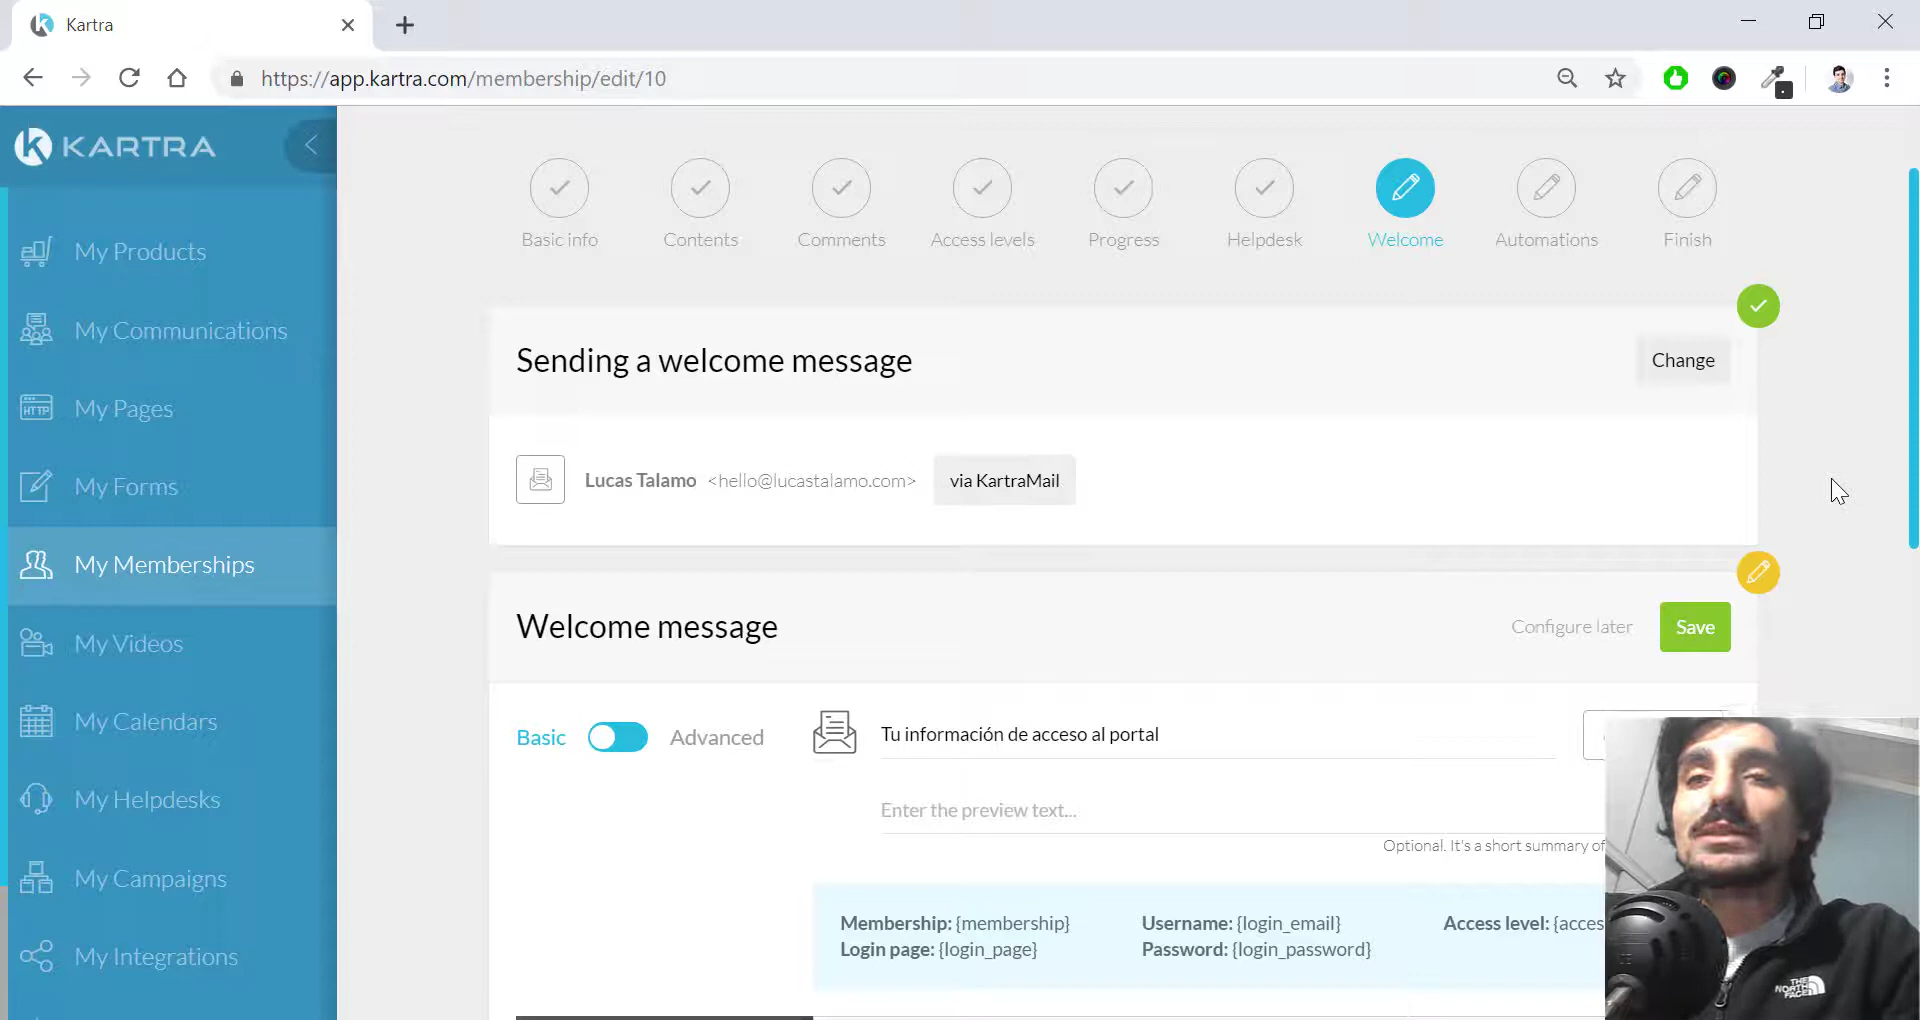 Kartra
https://app.kartra.com/membership/edit/10
KARTRA
My Products
My Communications
My Pages
HTTP
My Forms
My Memberships
My Videos
My Calendars
My Helpdesks
My Campaigns
My Integrations
Basic info
Contents
Comments
Access levels
Progress
Helpdesk
Welcome
Automations
Finish
Sending a welcome message
Change
Lucas Talamo <hello@lucastalamo.com> via KartraMail
Welcome message
Configure later
Save
Basic
Advanced
Tu información de acceso al portal
Enter the preview text...
Optional. It's a short summary of
Membership: {membership} Username: {login_email} Access level: {acces
Login page: {login_page} Password: {login_password}
THE
NORTH
FACE